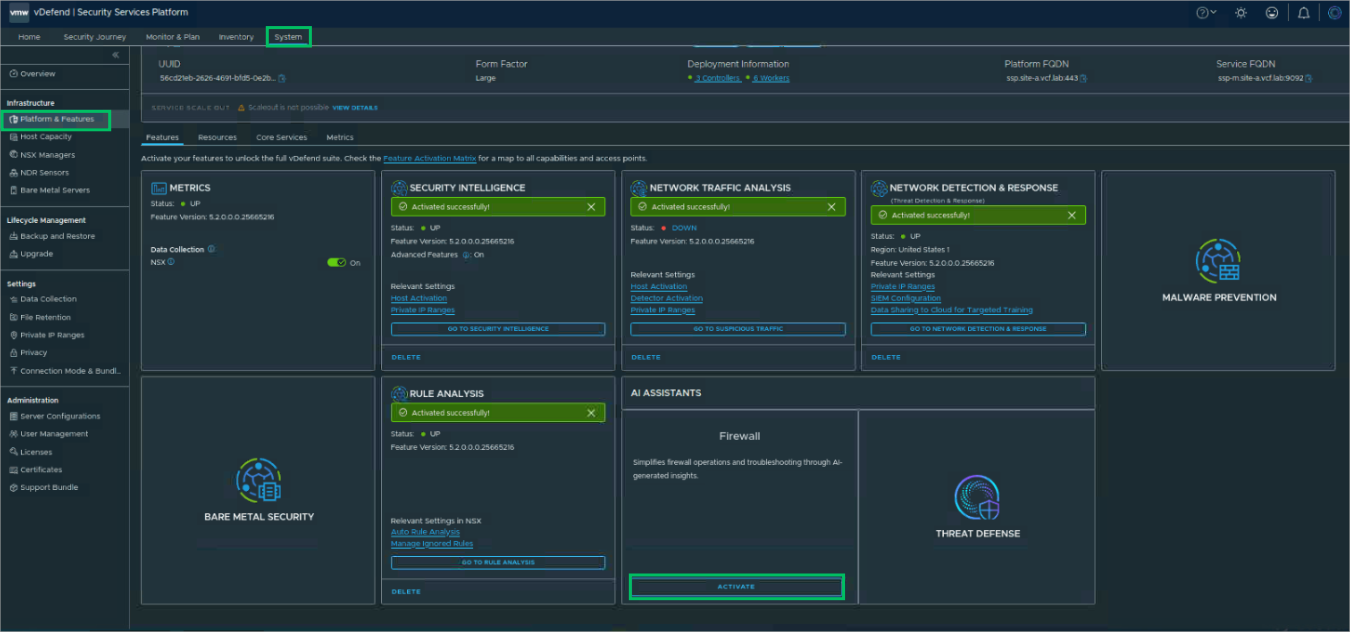 vmw vDefend | Security Services Platform
Home Security Journey Monitor & Plan Inventory System
Overview
Infrastructure
Platform & Features
Host Capacity
NSX Managers
NDR Sensors
Bare Metal Servers
Lifecycle Management
Backup and Restore
Upgrade
Settings
Data Collection
File Retention
Private IP Ranges
Privacy
Connection Mode & Bundl...
Administration
Server Configurations
User Management
Licenses
Certificates
Support Bundle
UUID
56cd21eb-2626-4691-bfd5-0e2b...
Form Factor
Large
Deployment Information
3 Controllers, 6 Workers
Platform FQDN
ssp.site-a.vcf.lab:443
Service FQDN
ssp-m.site-a.vcf.lab:9092
SERVICE SCALE OUT Scaleout is not possible VIEW DETAILS
Features Resources Core Services Metrics
Activate your features to unlock the full vDefend suite. Check the Feature Activation Matrix for a map to all capabilities and access points.
METRICS
Status: UP
Feature Version: 5.2.0.0.0.25665216
Data Collection
NSX On
SECURITY INTELLIGENCE
Activated successfully!
Status: UP
Feature Version: 5.2.0.0.0.25665216
Advanced Features : On
Relevant Settings
Host Activation
Private IP Ranges
GO TO SECURITY INTELLIGENCE
DELETE
NETWORK TRAFFIC ANALYSIS
Activated successfully!
Status: DOWN
Feature Version: 5.2.0.0.0.25665216
Relevant Settings
Host Activation
Detector Activation
Private IP Ranges
GO TO SUSPICIOUS TRAFFIC
DELETE
NETWORK DETECTION & RESPONSE
(Threat Detection & Response)
Activated successfully!
Status: UP
Region: United States 1
Feature Version: 5.2.0.0.0.25665216
Relevant Settings
Private IP Ranges
SIEM Configuration
Data Sharing to Cloud for Targeted Training
GO TO NETWORK DETECTION & RESPONSE
DELETE
MALWARE PREVENTION
BARE METAL SECURITY
RULE ANALYSIS
Activated successfully!
Status: UP
Feature Version: 5.2.0.0.0.25665216
Relevant Settings in NSX
Auto Rule Analysis
Manage Ignored Rules
GO TO RULE ANALYSIS
DELETE
AI ASSISTANTS
Firewall
Simplifies firewall operations and troubleshooting through AI-
generated insights.
ACTIVATE
THREAT DEFENSE